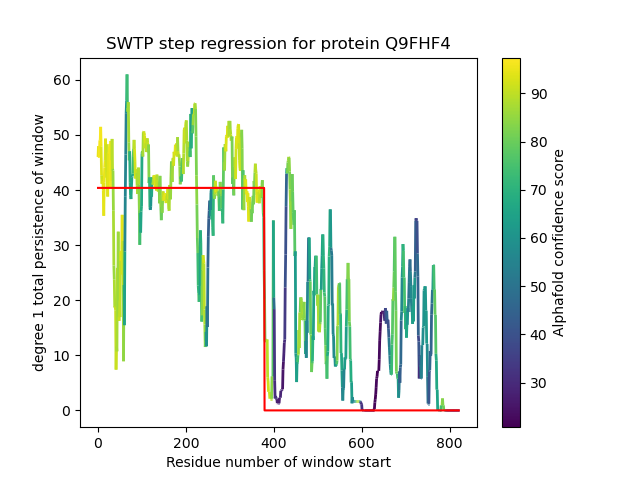 SWTP step regression for protein Q9FHF4
degree 1 total persistence of window
60
50
40
30
20
10
0
0 200 400 600 800
Residue number of window start
90
80
70
60
50
40
30
Alphafold confidence score